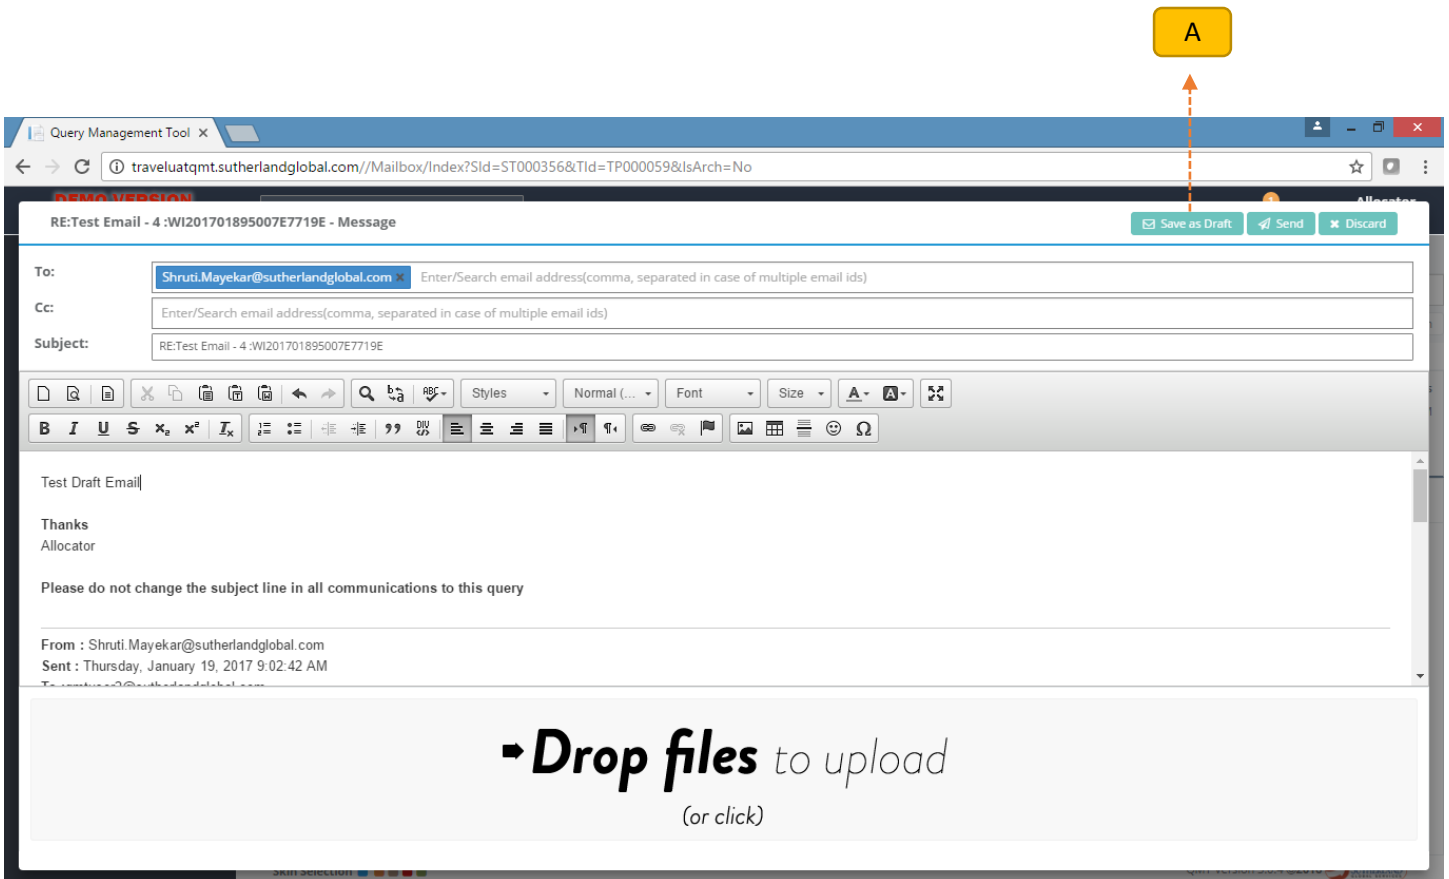 A
Query Management Tool
traveluatqmt.sutherlandglobal.com//Mailbox/Index?SId=ST000356&TId=TP000059&IsArch=No
DEMO VERSION
1
Allocator
RE:Test Email - 4 :WI201701895007E7719E - Message
Save as Draft
Send
Discard
To:
Shruti.Mayekar@sutherlandglobal.com
Enter/Search email address(comma, separated in case of multiple email ids)
Cc:
Enter/Search email address(comma, separated in case of multiple email ids)
Subject:
RE:Test Email - 4 :WI201701895007E7719E
Styles
Normal (...
Font
Size
Test Draft Email
Thanks
Allocator
Please do not change the subject line in all communications to this query
From : Shruti.Mayekar@sutherlandglobal.com
Sent : Thursday, January 19, 2017 9:02:42 AM
Drop files to upload
(or click)
Skin Selection